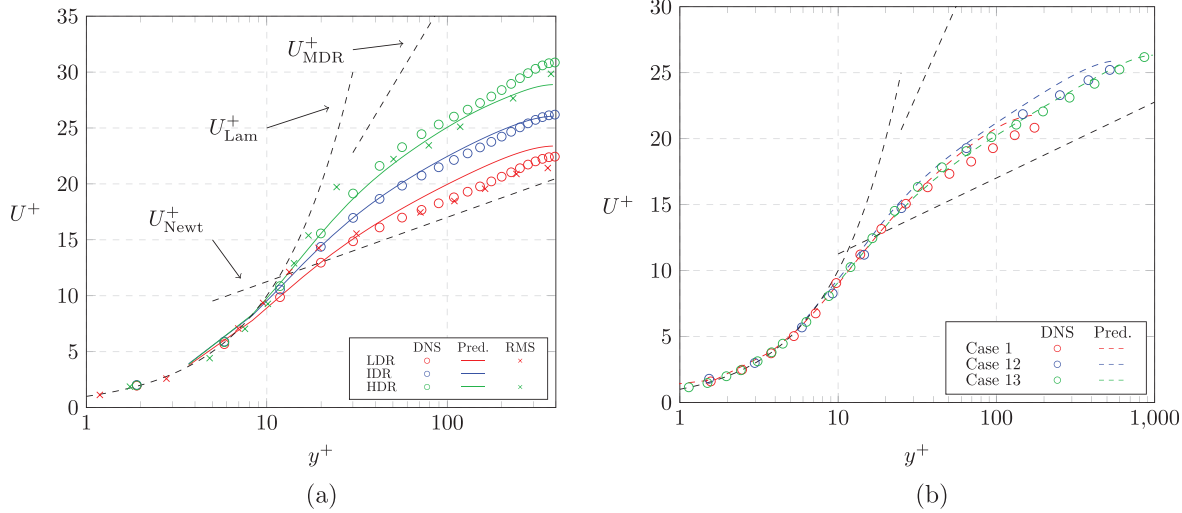 35
30
25
20
15
10
5
0
U⁺
U⁺MDR
U⁺Lam
U⁺Newt
DNS Pred. RMS
LDR
IDR
HDR
1 10 100
y⁺
(a)
30
25
20
15
10
5
0
U⁺
DNS Pred.
Case 1
Case 12
Case 13
1 10 100 1,000
y⁺
(b)